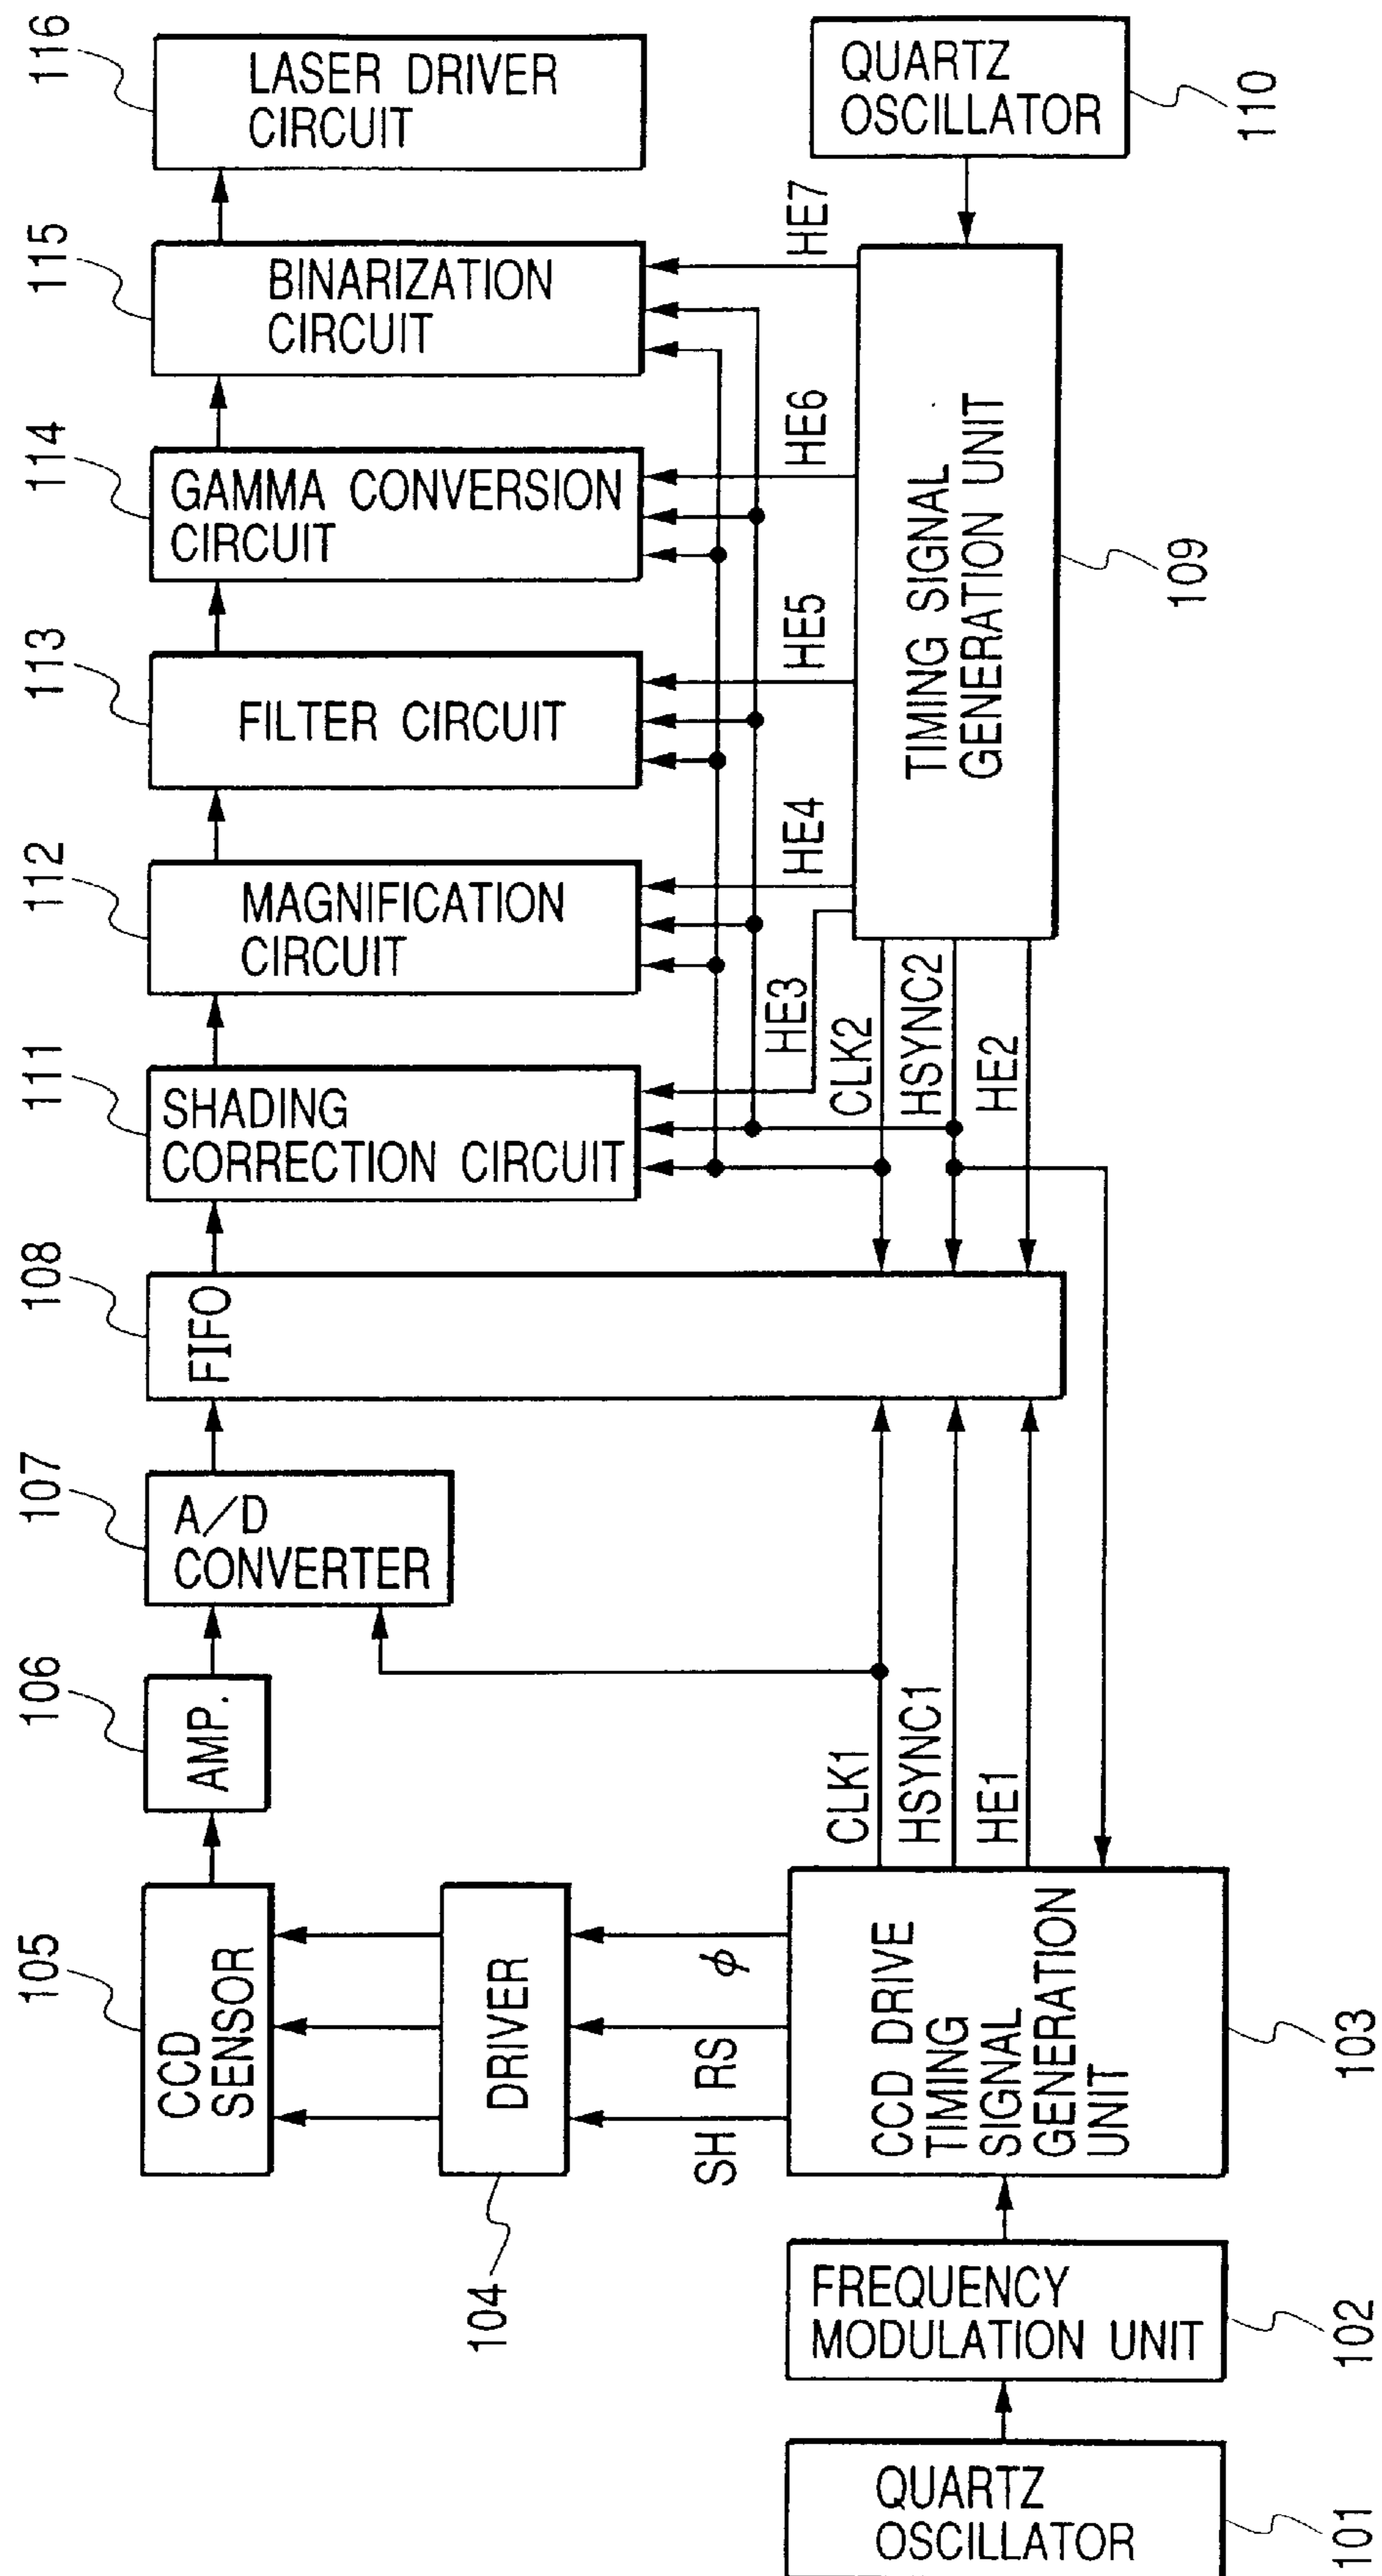 105
CCD
SENSOR
106
AMP.
107
A/D
CONVERTER
108
FIFO
111
SHADING
CORRECTION CIRCUIT
112
MAGNIFICATION
CIRCUIT
113
FILTER CIRCUIT
114
GAMMA CONVERSION
CIRCUIT
115
BINARIZATION
CIRCUIT
116
LASER DRIVER
CIRCUIT
104
DRIVER
SH RS ϕ
CLK1
HSYNC1
HE1
HE3
CLK2
HSYNC2
HE2
HE4
HE5
HE6
HE7
QUARTZ
OSCILLATOR
101
FREQUENCY
MODULATION UNIT
102
CCD DRIVE
TIMING
SIGNAL
GENERATION
UNIT
103
TIMING SIGNAL
GENERATION UNIT
109
QUARTZ
OSCILLATOR
110